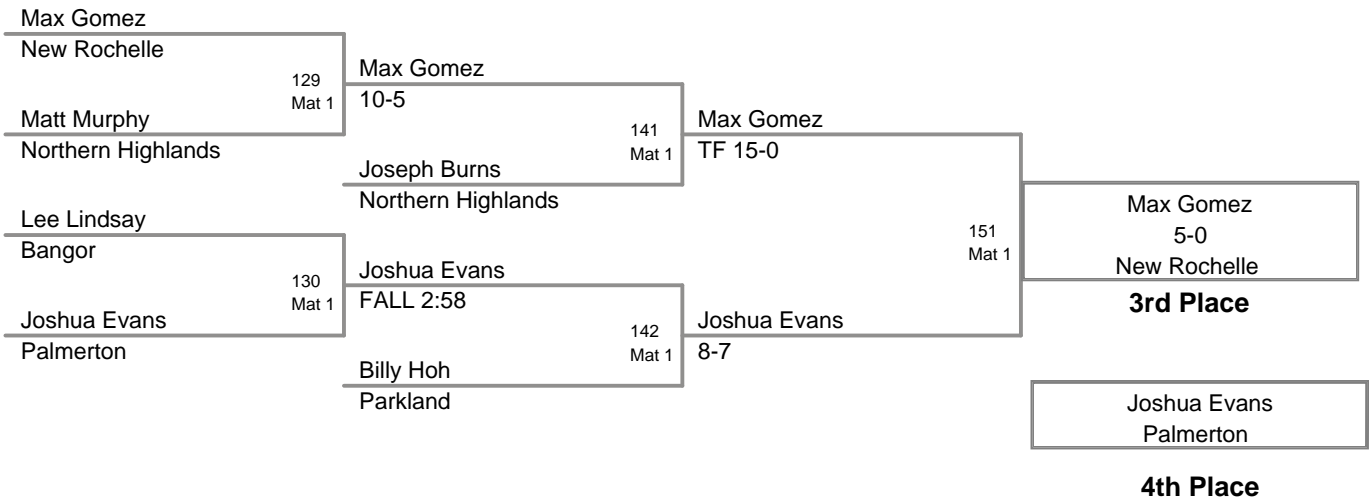 Max Gomez
New Rochelle
129
Mat 1
Matt Murphy
Northern Highlands
Max Gomez
10-5
141
Mat 1
Joseph Burns
Northern Highlands
Lee Lindsay
Bangor
130
Mat 1
Joshua Evans
Palmerton
Joshua Evans
FALL 2:58
142
Mat 1
Billy Hoh
Parkland
Max Gomez
TF 15-0
151
Mat 1
Joshua Evans
8-7
Max Gomez
5-0
New Rochelle
3rd Place
Joshua Evans
Palmerton
4th Place